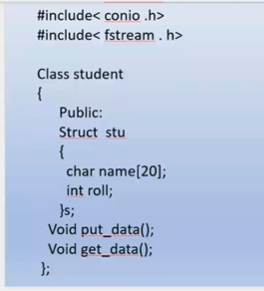 #include< conio .h>
#include< fstream . h>
Class student
{
Public:
Struct stu
{
char name[20];
int roll;
}s;
Void put_data();
Void get_data();
};